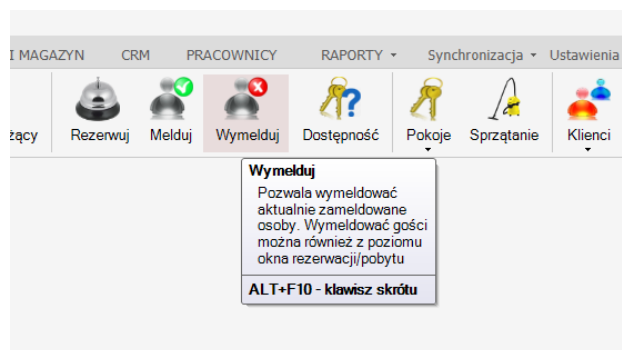 I MAGAZYN CRM PRACOWNICY RAPORTY Synchronizacja Ustawienia
żący Rezerwuj Melduj Wymelduj Dostępność Pokoje Sprzątanie Klienci
Wymelduj
Pozwala wymeldować
aktualnie zameldowane
osoby. Wymeldować gości
można również z poziomu
okna rezerwacji/pobytu
ALT+F10 - klawisz skrótu